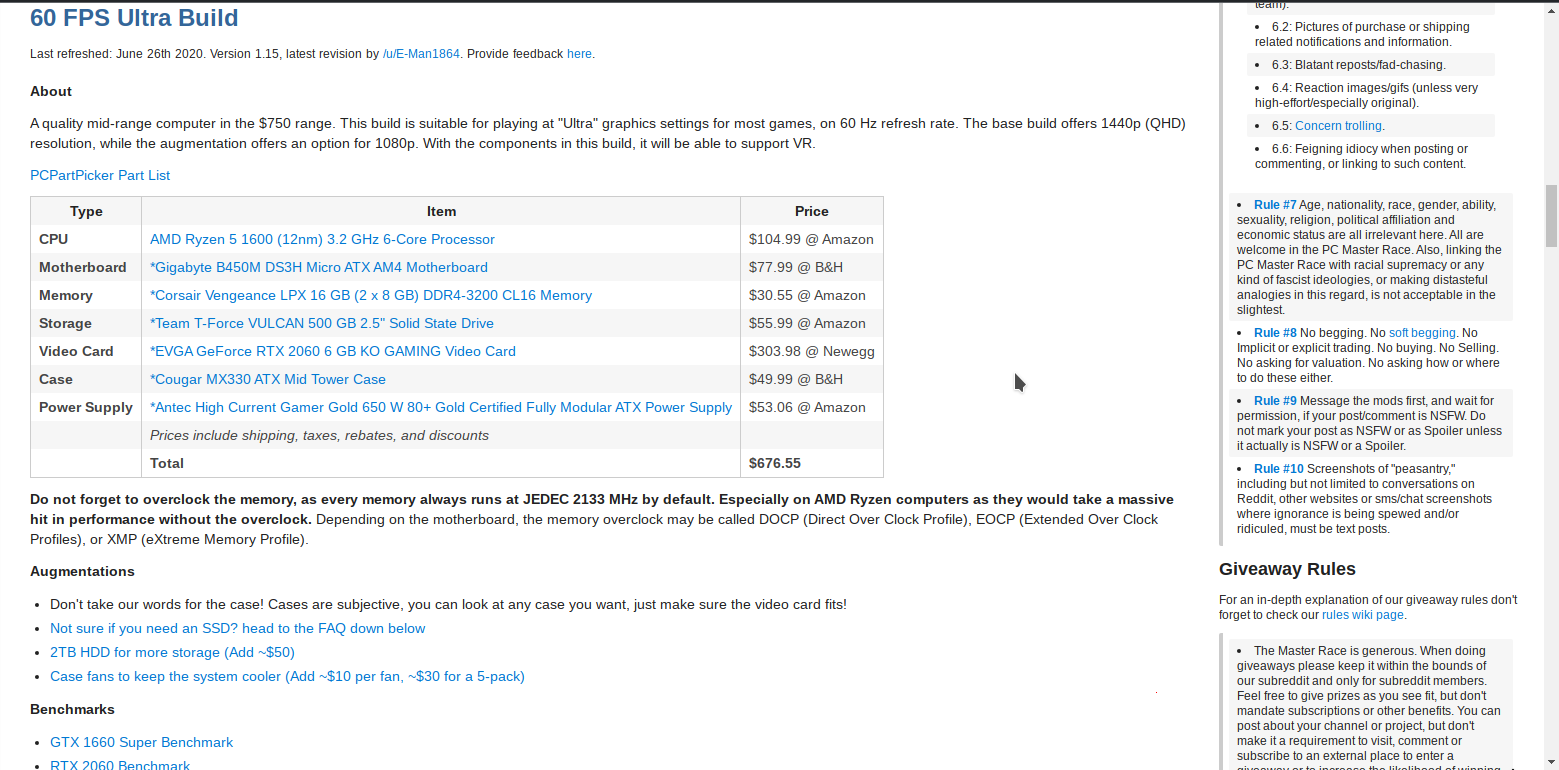 60 FPS Ultra Build
Last refreshed: June 26th 2020. Version 1.15, latest revision by /u/E-Man1864. Provide feedback here.
About
A quality mid-range computer in the $750 range. This build is suitable for playing at "Ultra" graphics settings for most games, on 60 Hz refresh rate. The base build offers 1440p (QHD)
resolution, while the augmentation offers an option for 1080p. With the components in this build, it will be able to support VR.
PCPartPicker Part List
Type Item Price
CPU AMD Ryzen 5 1600 (12nm) 3.2 GHz 6-Core Processor $104.99 @ Amazon
Motherboard *Gigabyte B450M DS3H Micro ATX AM4 Motherboard $77.99 @ B&H
Memory *Corsair Vengeance LPX 16 GB (2 x 8 GB) DDR4-3200 CL16 Memory $30.55 @ Amazon
Storage *Team T-Force VULCAN 500 GB 2.5" Solid State Drive $55.99 @ Amazon
Video Card *EVGA GeForce RTX 2060 6 GB KO GAMING Video Card $303.98 @ Newegg
Case *Cougar MX330 ATX Mid Tower Case $49.99 @ B&H
Power Supply *Antec High Current Gamer Gold 650 W 80+ Gold Certified Fully Modular ATX Power Supply $53.06 @ Amazon
Prices include shipping, taxes, rebates, and discounts
Total $676.55
Do not forget to overclock the memory, as every memory always runs at JEDEC 2133 MHz by default. Especially on AMD Ryzen computers as they would take a massive
hit in performance without the overclock. Depending on the motherboard, the memory overclock may be called DOCP (Direct Over Clock Profile), EOCP (Extended Over Clock
Profiles), or XMP (eXtreme Memory Profile).
Augmentations
• Don't take our words for the case! Cases are subjective, you can look at any case you want, just make sure the video card fits!
• Not sure if you need an SSD? head to the FAQ down below
• 2TB HDD for more storage (Add ~$50)
• Case fans to keep the system cooler (Add ~$10 per fan, ~$30 for a 5-pack)
Benchmarks
• GTX 1660 Super Benchmark
• RTX 2060 Benchmark
team).
• 6.2: Pictures of purchase or shipping
related notifications and information.
• 6.3: Blatant reposts/fad-chasing.
• 6.4: Reaction images/gifs (unless very
high-effort/especially original).
• 6.5: Concern trolling.
• 6.6: Feigning idiocy when posting or
commenting, or linking to such content.
• Rule #7 Age, nationality, race, gender, ability,
sexuality, religion, political affiliation and
economic status are all irrelevant here. All are
welcome in the PC Master Race. Also, linking the
PC Master Race with racial supremacy or any
kind of fascist ideologies, or making distasteful
analogies in this regard, is not acceptable in the
slightest.
• Rule #8 No begging. No soft begging. No
Implicit or explicit trading. No buying. No Selling.
No asking for valuation. No asking how or where
to do these either.
• Rule #9 Message the mods first, and wait for
permission, if your post/comment is NSFW. Do
not mark your post as NSFW or as Spoiler unless
it actually is NSFW or a Spoiler.
• Rule #10 Screenshots of "peasantry,"
including but not limited to conversations on
Reddit, other websites or sms/chat screenshots
where ignorance is being spewed and/or
ridiculed, must be text posts.
Giveaway Rules
For an in-depth explanation of our giveaway rules don't
forget to check our rules wiki page.
• The Master Race is generous. When doing
giveaways please keep it within the bounds of
our subreddit and only for subreddit members.
Feel free to give prizes as you see fit, but don't
mandate subscriptions or other benefits. You can
post about your channel or project, but don't
make it a requirement to visit, comment or
subscribe to an external place to enter a
giveaway or to increase the likelihood of winning